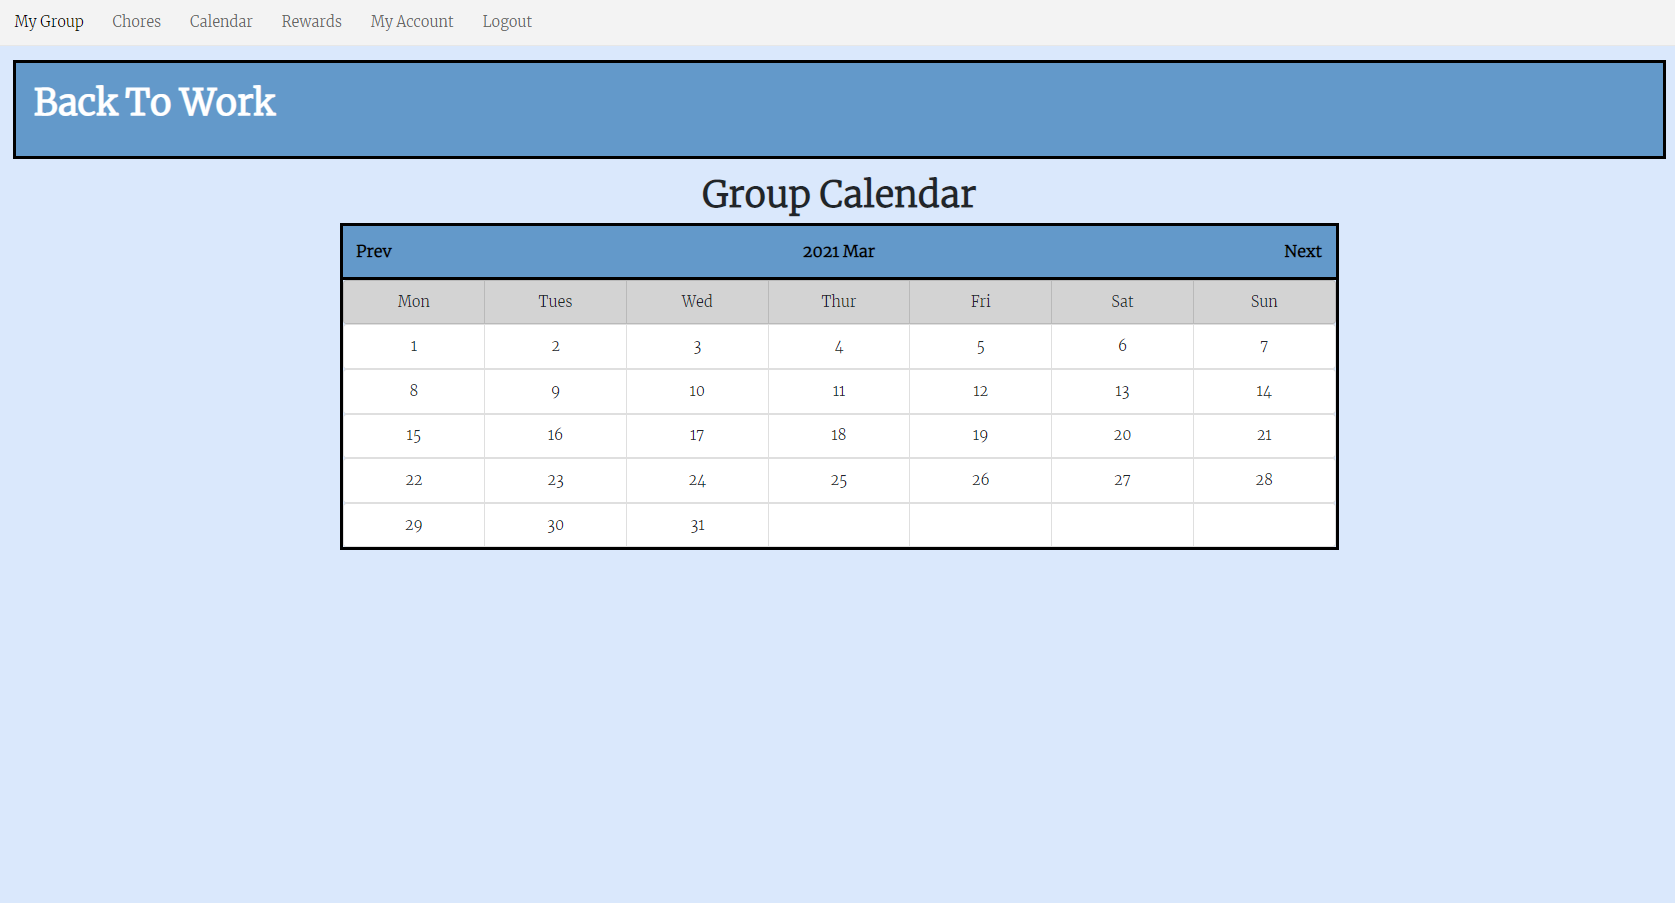 My Group Chores Calendar Rewards My Account Logout
Back To Work
Group Calendar
Prev 2021 Mar Next
Mon Tues Wed Thur Fri Sat Sun
1 2 3 4 5 6 7
8 9 10 11 12 13 14
15 16 17 18 19 20 21
22 23 24 25 26 27 28
29 30 31